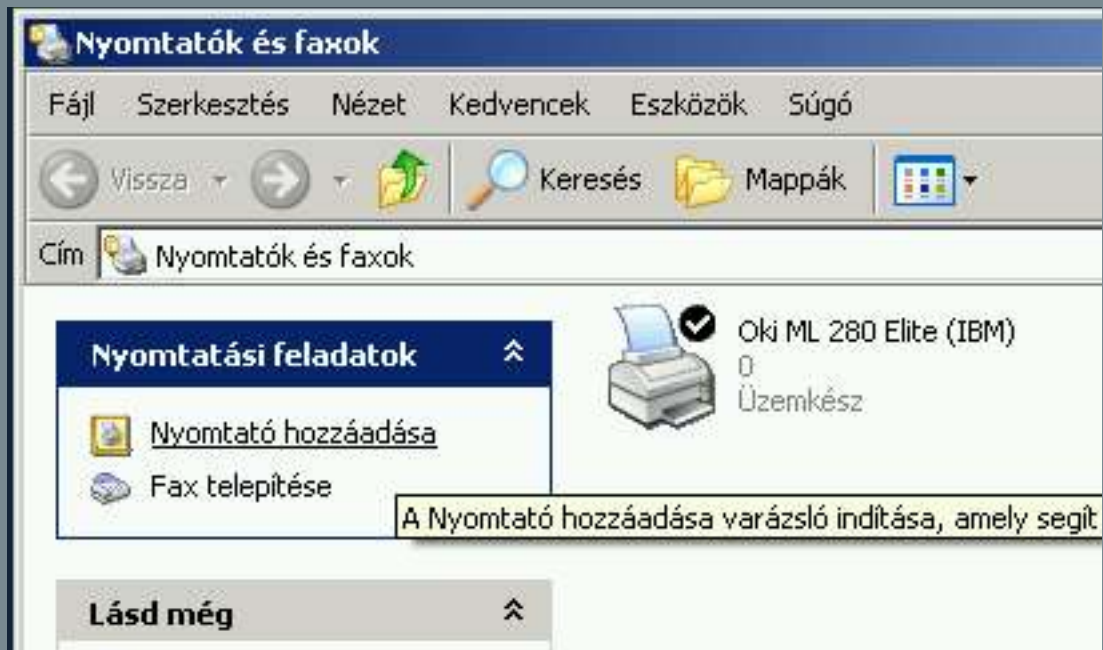 Nyomtatók és faxok
Fájl Szerkesztés Nézet Kedvencek Eszközök Súgó
Vissza Keresés Mappák
Cím Nyomtatók és faxok
Nyomtatási feladatok
Nyomtató hozzáadása
Fax telepítése
Oki ML 280 Elite (IBM)
0
Üzemkész
A Nyomtató hozzáadása varázsló indítása, amely segít
Lásd még